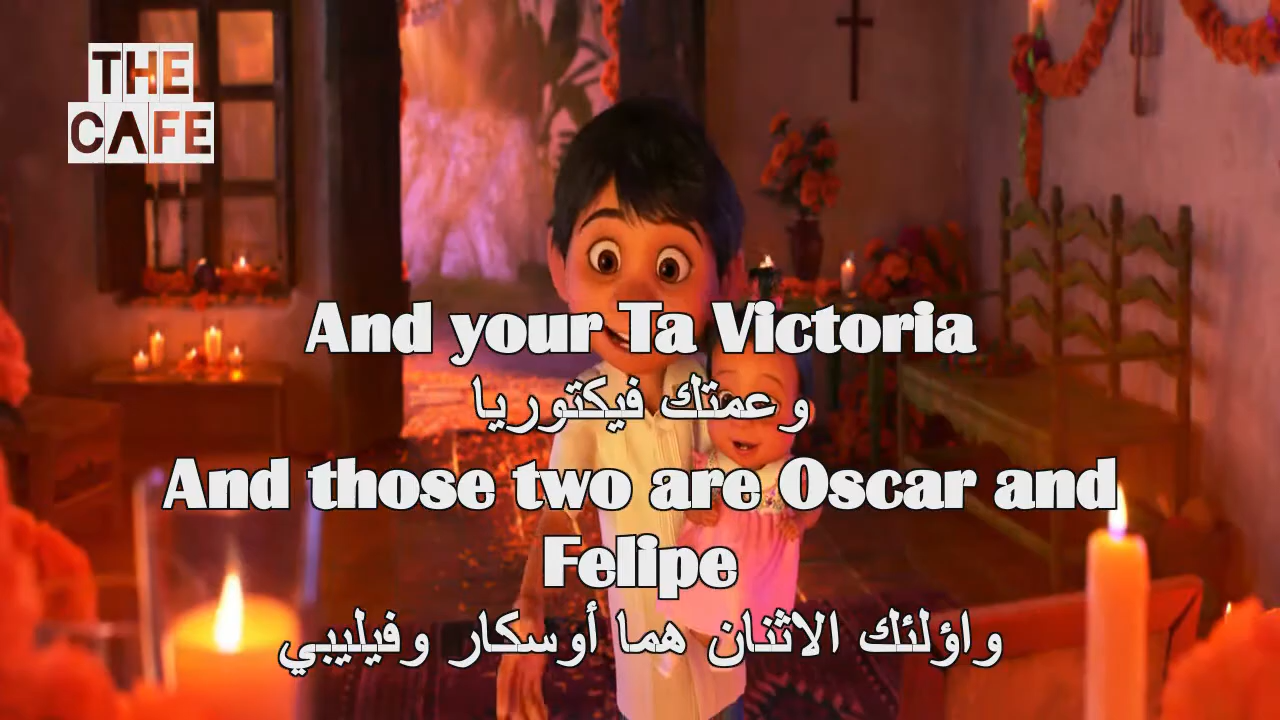 THE
CAFE
And your Ta Victoria
وعمتك فيكتوريا
And those two are Oscar and
Felipe
واؤلئك الاثنان هما أوسكار وفيليبي